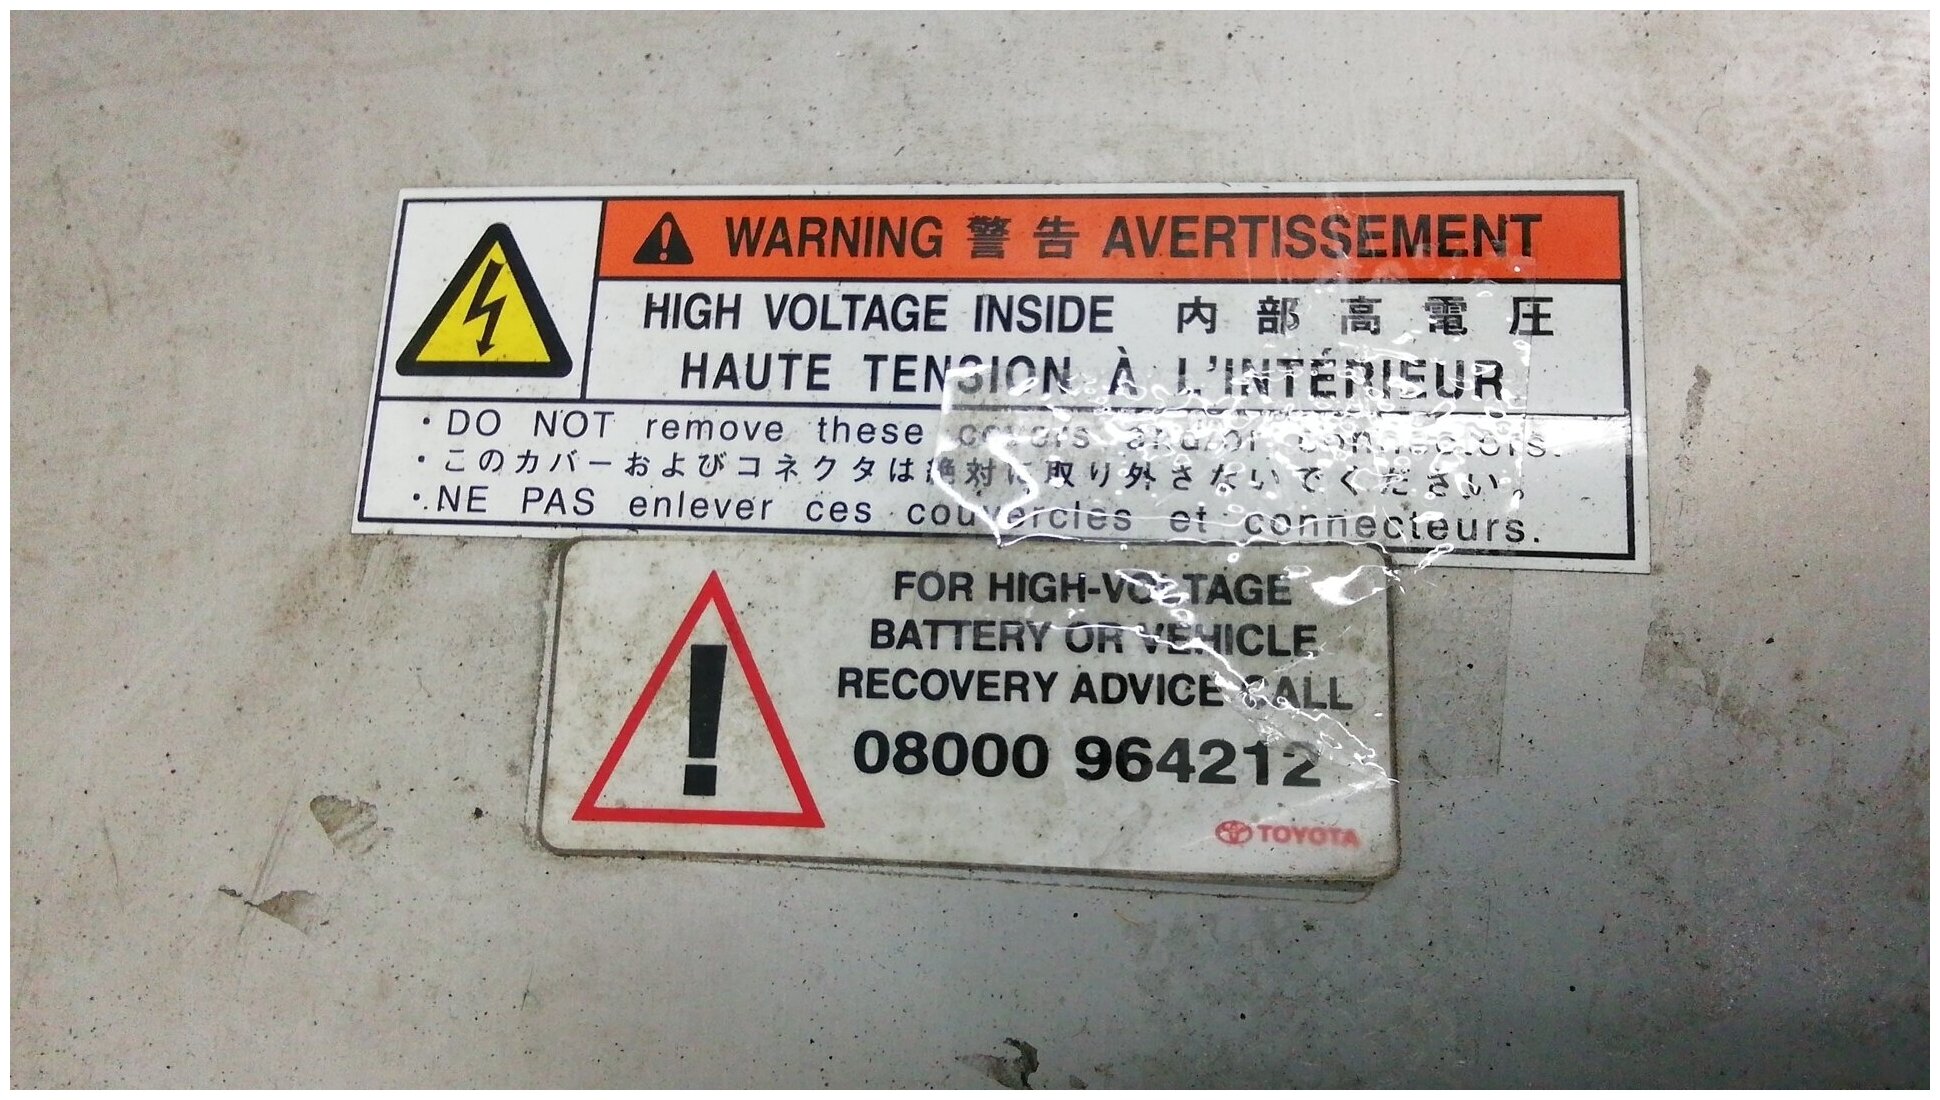 WARNING 警告 AVERTISSEMENT
HIGH VOLTAGE INSIDE 内部高電圧
HAUTE TENSION À L'INTÉRIEUR
・DO NOT remove these covers and/or connectors.
・このカバーおよびコネクタは絶対に取り外さないでください。
・NE PAS enlever ces couvercles et connecteurs.
FOR HIGH-VOLTAGE
BATTERY OR VEHICLE
RECOVERY ADVICE CALL
08000 964212
TOYOTA